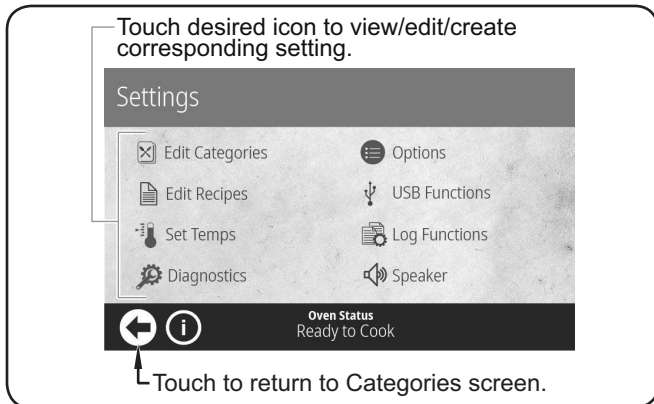 Touch desired icon to view/edit/create
corresponding setting.
Settings
Edit Categories
Options
Edit Recipes
USB Functions
Set Temps
Log Functions
Diagnostics
Speaker
i
Oven Status
Ready to Cook
Touch to return to Categories screen.